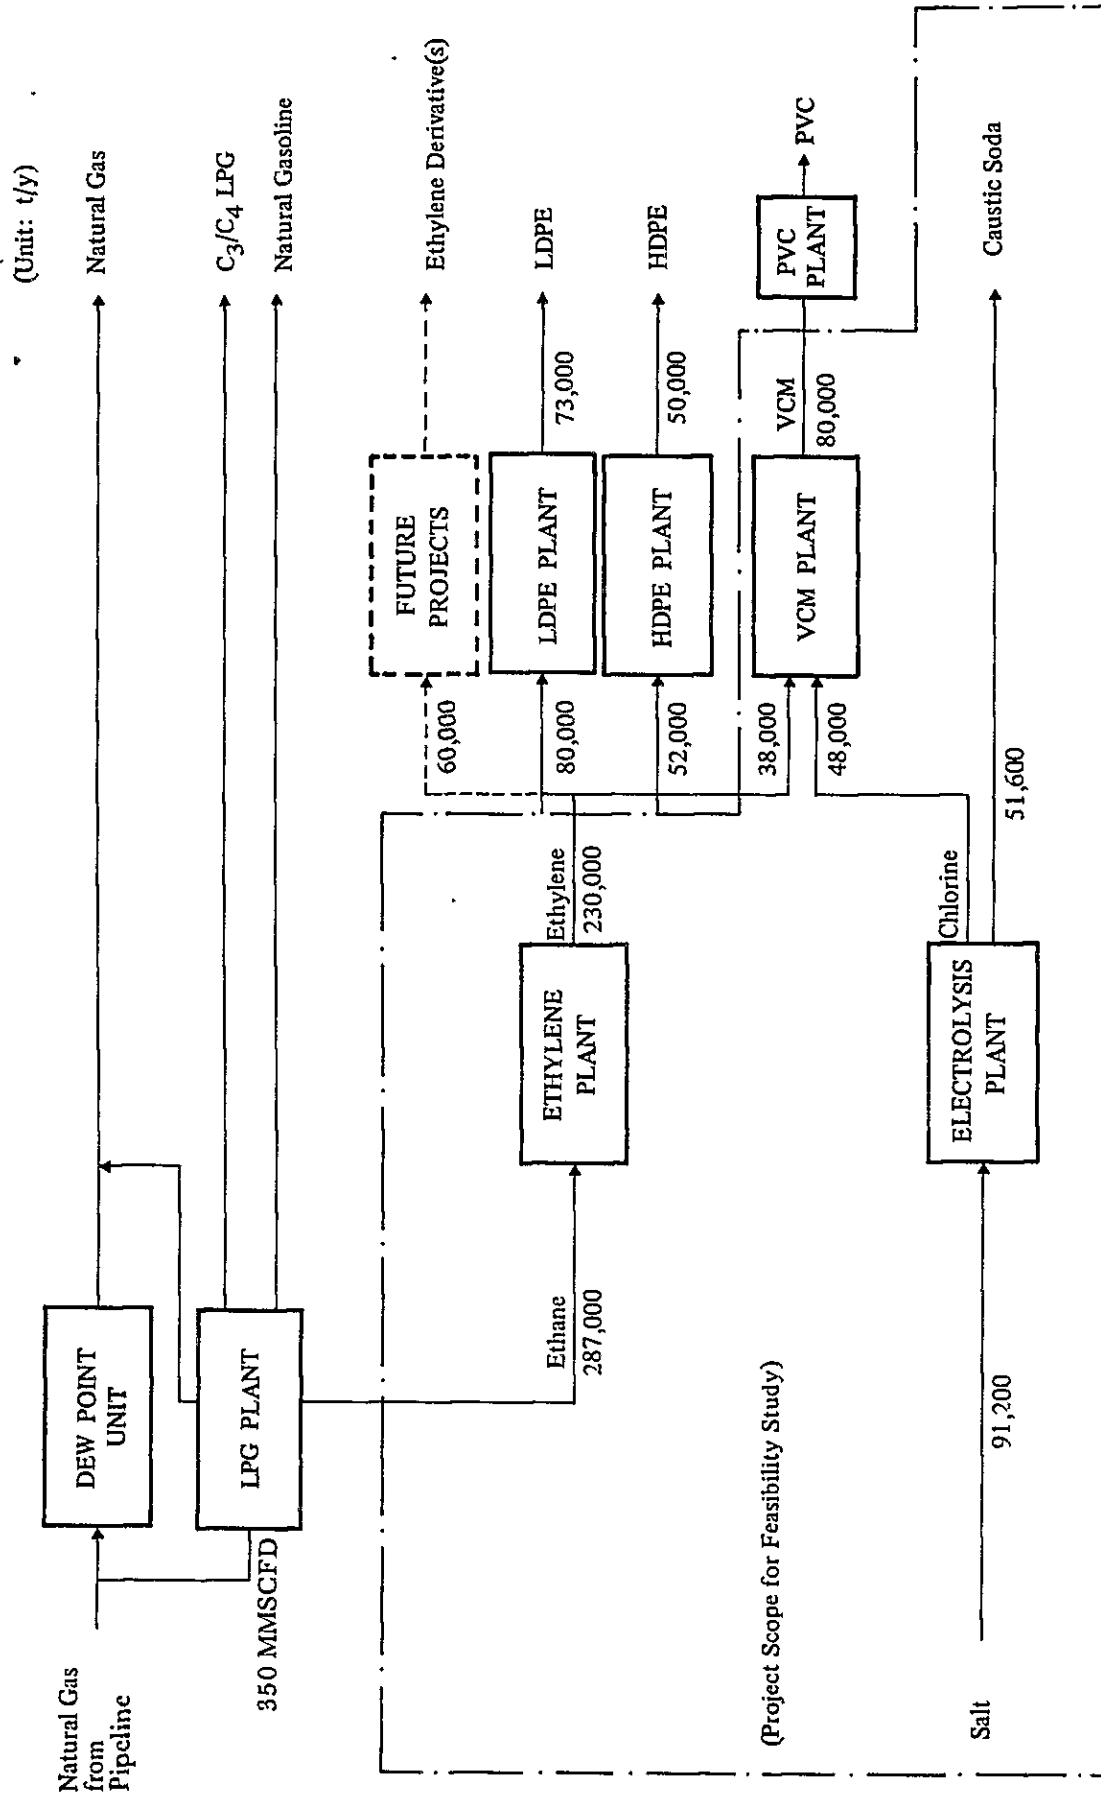 (Unit: t/y)
Natural Gas
from
Pipeline
DEW POINT
UNIT
Natural Gas
LPG PLANT
350 MMSCFD
C3/C4 LPG
Natural Gasoline
FUTURE
PROJECTS
60,000
Ethylene Derivative(s)
Ethane
287,000
ETHYLENE
PLANT
Ethylene
230,000
80,000
LDPE PLANT
73,000
LDPE
52,000
HDPE PLANT
50,000
HDPE
(Project Scope for Feasibility Study)
38,000
48,000
VCM PLANT
VCM
80,000
PVC
PLANT
PVC
Salt
91,200
ELECTROLYSIS
PLANT
Chlorine
51,600
Caustic Soda